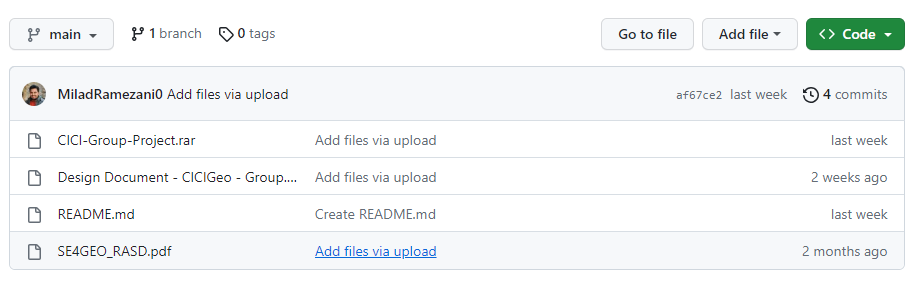 main 1 branch 0 tags Go to file Add file Code
MiladRamezani0 Add files via upload af67ce2 last week 4 commits
CICI-Group-Project.rar Add files via upload last week
Design Document - CICIGeo - Group.... Add files via upload 2 weeks ago
README.md Create README.md last week
SE4GEO_RASD.pdf Add files via upload 2 months ago